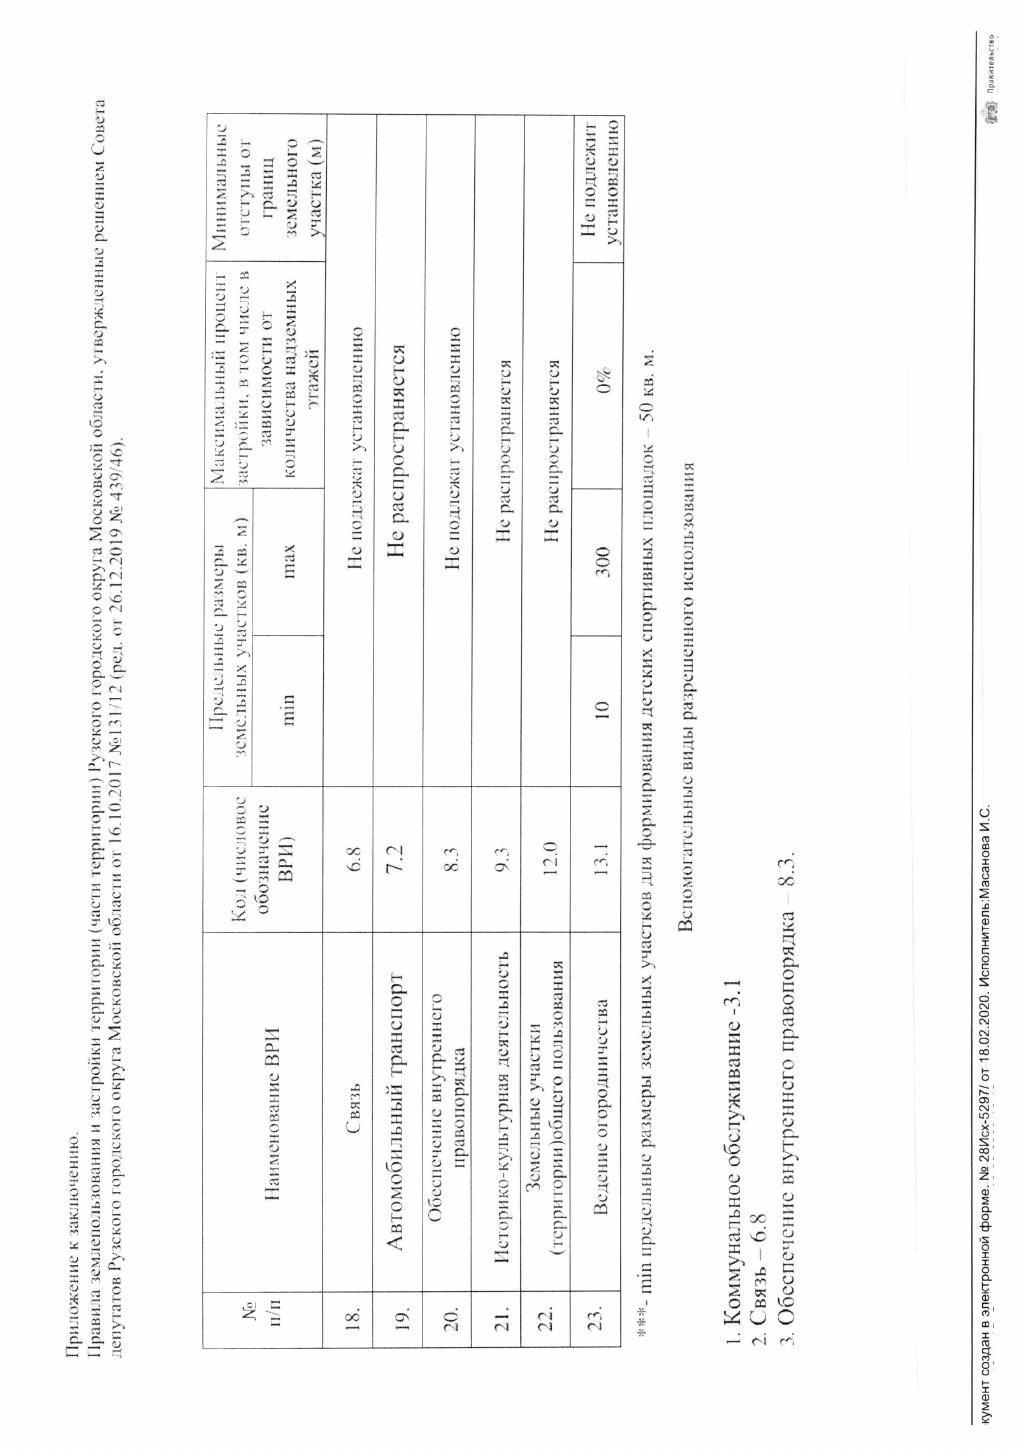 Приложение к заключению.
Правила землепользования и застройки территории (части территории) Рузского городского округа Московской области, утвержденные решением Совета
депутатов Рузского городского округа Московской области от 16.10.2017 №131/12 (ред. от 26.12.2019 № 439/46).
№ п/п | Наименование ВРИ | Код (числовое обозначение ВРИ) | Предельные размеры земельных участков (кв. м) | Максимальный процент застройки, в том числе в зависимости от количества надземных этажей | Минимальные отступы от границ земельного участка (м)
min | max
18. | Связь | 6.8 | Не подлежат установлению
19. | Автомобильный транспорт | 7.2 | Не распространяется
20. | Обеспечение внутреннего правопорядка | 8.3 | Не подлежат установлению
21. | Историко-культурная деятельность | 9.3 | Не распространяется
22. | Земельные участки (территории)общего пользования | 12.0 | Не распространяется
23. | Ведение огородничества | 13.1 | 10 | 300 | 0% | Не подлежит установлению
***- min предельные размеры земельных участков для формирования детских спортивных площадок – 50 кв. м.
Вспомогательные виды разрешенного использования
1. Коммунальное обслуживание -3.1
2. Связь – 6.8
3. Обеспечение внутреннего правопорядка – 8.3.
кумент создан в электронной форме. № 28Исх-5297/ от 18.02.2020. Исполнитель:Масанова И.С.
Правительство